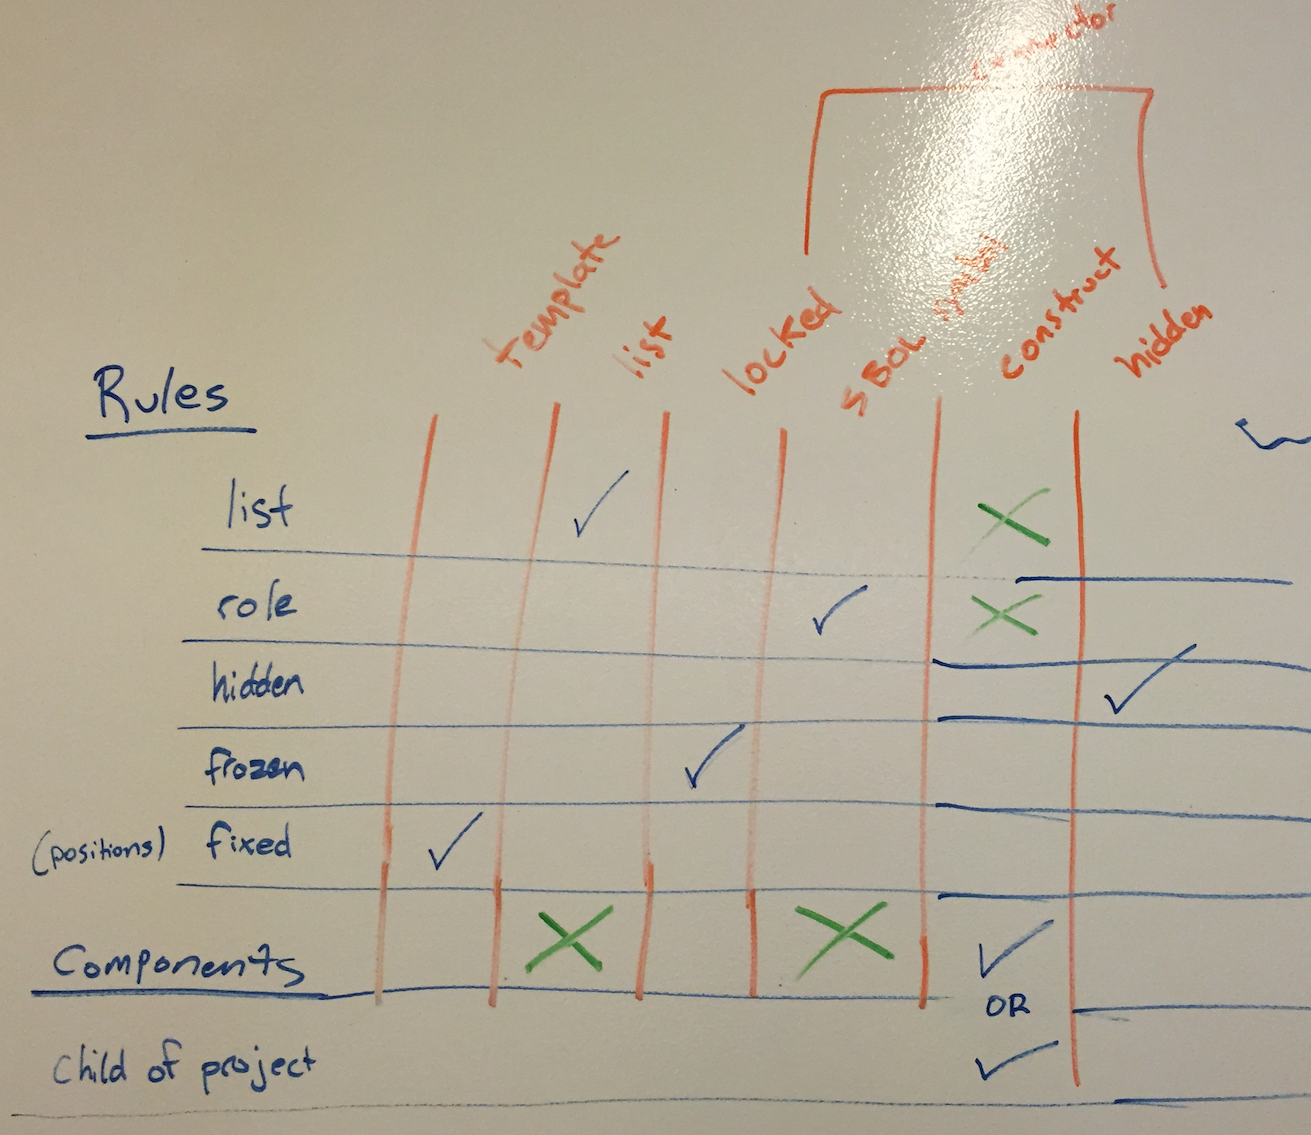 connector
template
list
locked
SBOL
construct
hidden
Rules
list
role
hidden
frozen
(positions) fixed
Components
OR
Child of project